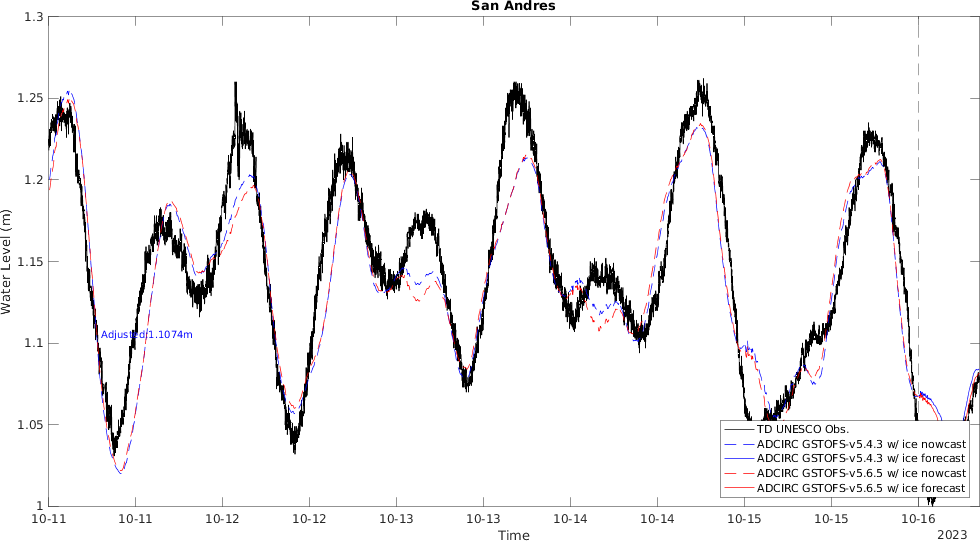 San Andres
1.3
1.25
1.2
1.15
1.1
1.05
1
Water Level (m)
Adjusted 1.1074m
TD UNESCO Obs.
ADCIRC GSTOFS-v5.4.3 w/ ice nowcast
ADCIRC GSTOFS-v5.4.3 w/ ice forecast
ADCIRC GSTOFS-v5.6.5 w/ ice nowcast
ADCIRC GSTOFS-v5.6.5 w/ ice forecast
10-11 10-11 10-12 10-12 10-13 10-13 10-14 10-14 10-15 10-15 10-16
Time
2023